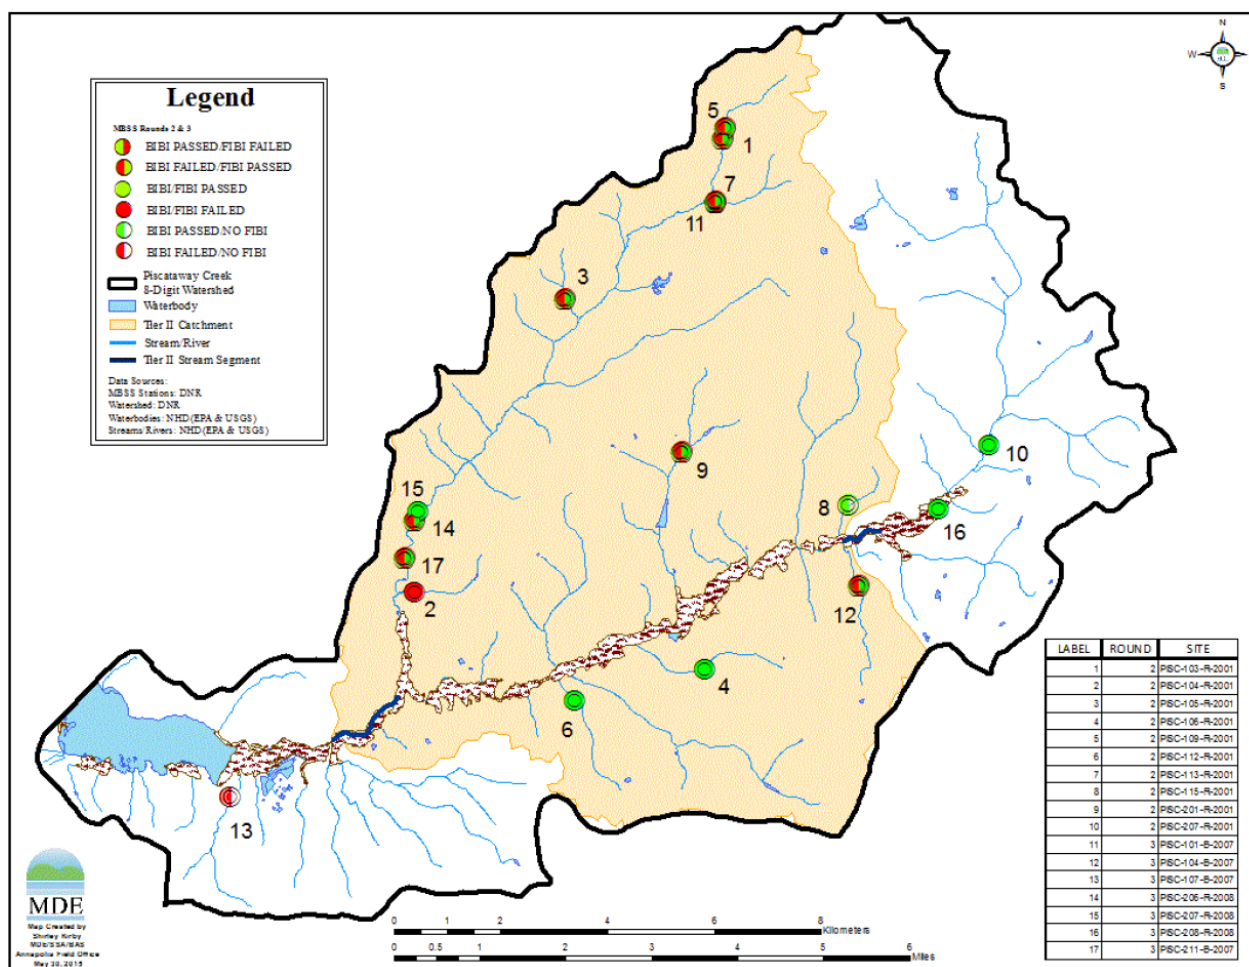 N
W
E
S
Legend
MBSS Rounds 2 & 3
BIBI PASSED/FIBI FAILED
BIBI FAILED/FIBI PASSED
BIBI/FIBI PASSED
BIBI/FIBI FAILED
BIBI PASSED/NO FIBI
BIBI FAILED/NO FIBI
Piscataway Creek
8-Digit Watershed
Waterbody
Tier II Catchment
Stream/River
Tier II Stream Segment
Data Sources:
MBSS Stations: DNR
Watershed: DNR
Waterbodies: NHD(EPA & USGS)
Streams/Rivers: NHD(EPA & USGS)
5
1
7
11
3
9
10
15
8
14
16
17
2
12
4
6
13
LABEL ROUND SITE
1 2 PISC-103-R-2001
2 2 PISC-104-R-2001
3 2 PISC-105-R-2001
4 2 PISC-106-R-2001
5 2 PISC-109-R-2001
6 2 PISC-112-R-2001
7 2 PISC-113-R-2001
8 2 PISC-115-R-2001
9 2 PISC-201-R-2001
10 2 PISC-207-R-2001
11 3 PISC-101-B-2007
12 3 PISC-104-B-2007
13 3 PISC-107-B-2007
14 3 PISC-206-R-2008
15 3 PISC-207-R-2008
16 3 PISC-208-R-2008
17 3 PISC-211-B-2007
MDE
Map Created by
Shirley Kirby
MDE/SSA/EAS
Annapolis Field Office
May 30, 2015
0 1 2 4 6 8
Kilometers
0 0.5 1 2 3 4 5 6
Miles